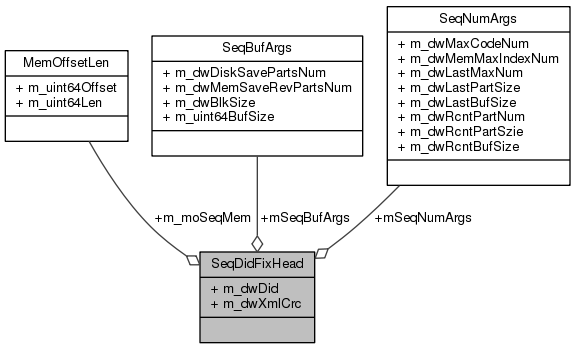 MemOffsetLen
+ m_uint64Offset
+ m_uint64Len
SeqBufArgs
+ m_dwDiskSavePartsNum
+ m_dwMemSaveRevPartsNum
+ m_dwBlkSize
+ m_uint64BufSize
SeqNumArgs
+ m_dwMaxCodeNum
+ m_dwMemMaxIndexNum
+ m_dwLastMaxNum
+ m_dwLastPartSize
+ m_dwLastBufSize
+ m_dwRcntPartNum
+ m_dwRcntPartSzie
+ m_dwRcntBufSize
+m_moSeqMem
+mSeqBufArgs
+mSeqNumArgs
SeqDidFixHead
+ m_dwDid
+ m_dwXmlCrc